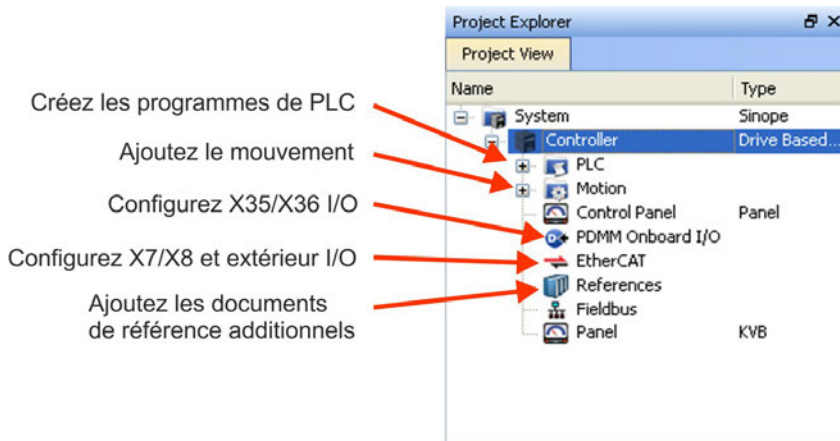 Project Explorer
Project View
Name Type
System Sinope
Controller Drive Based...
Créez les programmes de PLC
PLC
Ajoutez le mouvement
Motion
Configurez X35/X36 I/O
Control Panel Panel
PDMM Onboard I/O
Configurez X7/X8 et extérieur I/O
EtherCAT
Ajoutez les documents
de référence additionnels
References
Fieldbus
Panel KVB